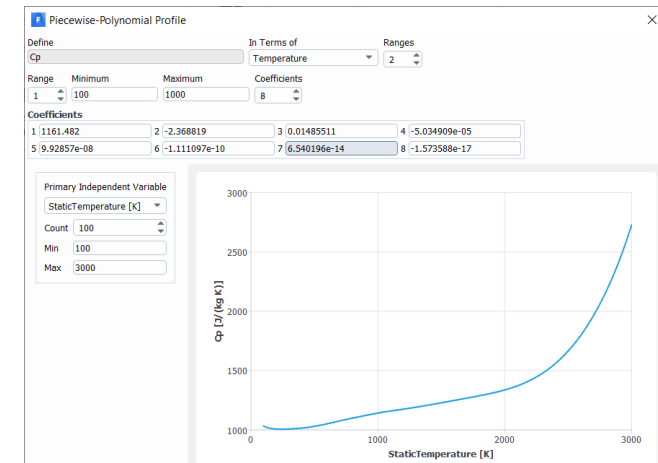 Piecewise-Polynomial Profile
Define In Terms of Ranges
Cp Temperature 2
Range Minimum Maximum Coefficients
1 100 1000 8
Coefficients
1 1161.482 2 -2.368819 3 0.01485511 4 -5.034909e-05
5 9.92857e-08 6 -1.111097e-10 7 6.540196e-14 8 -1.573588e-17
Primary Independent Variable
StaticTemperature [K]
Count 100
Min 100
Max 3000
3000
2500
2000
1500
1000
Cp [J/(kg K)]
0 1000 2000 3000
StaticTemperature [K]